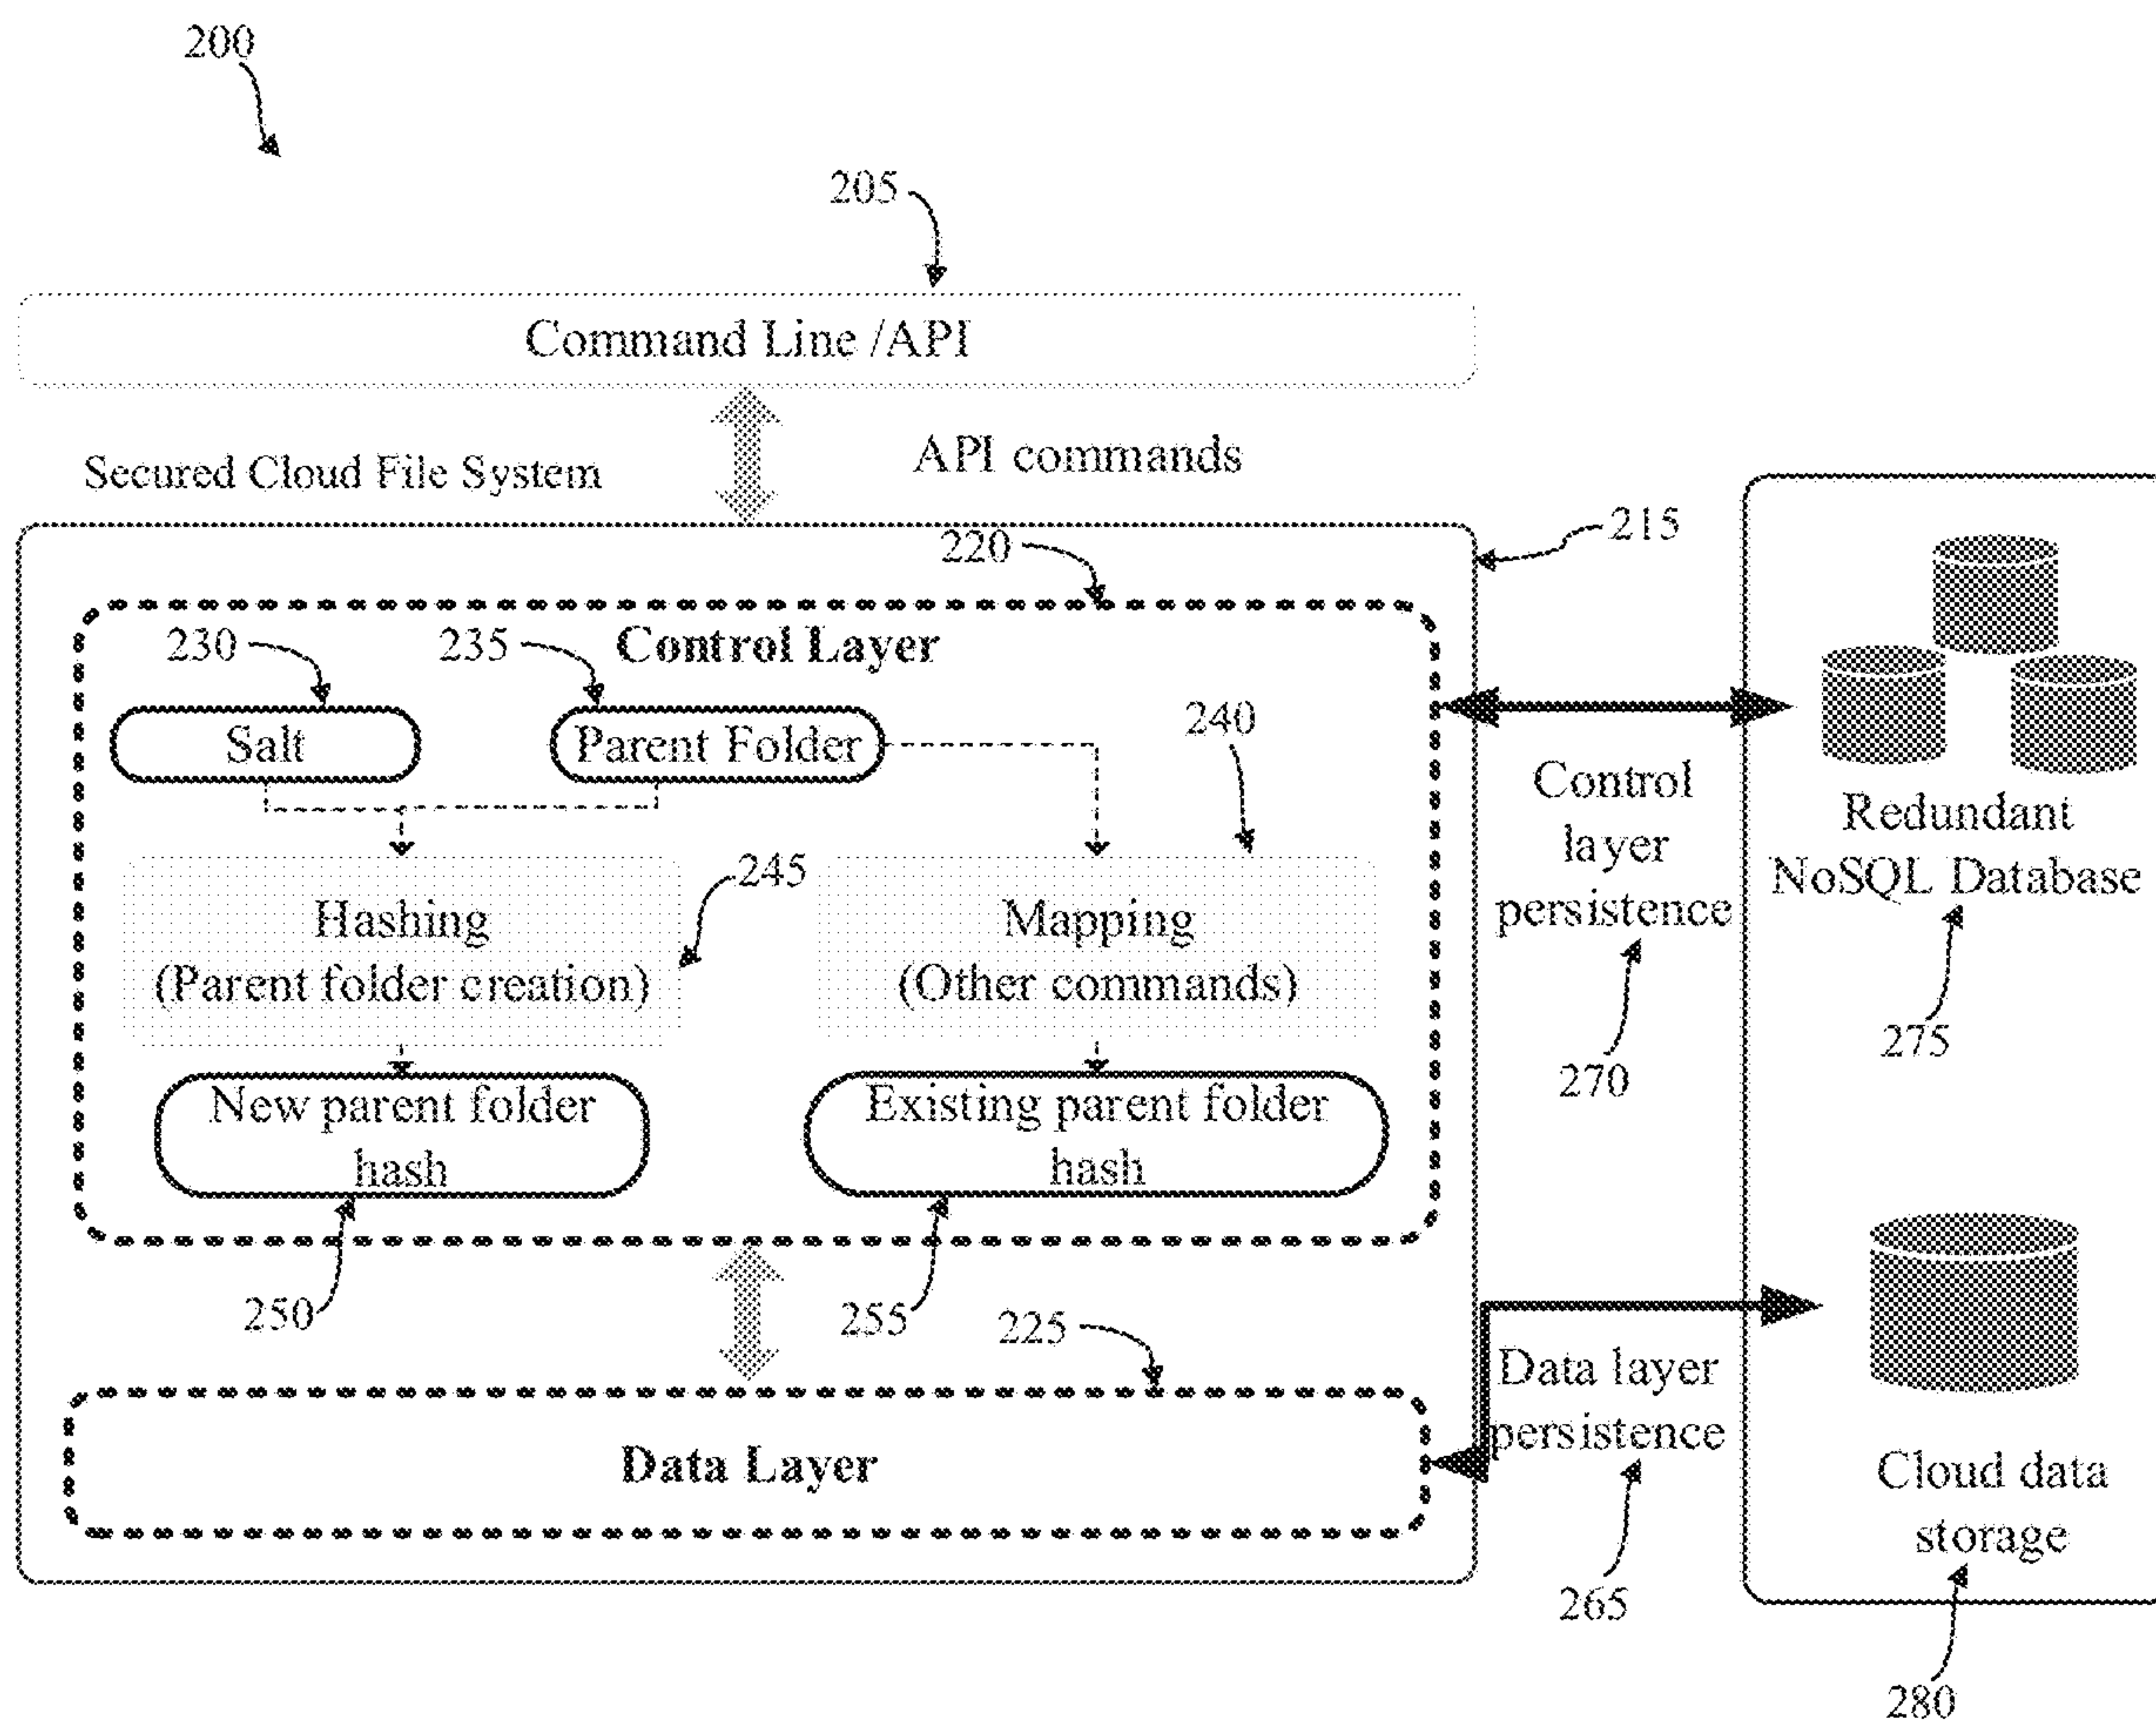 200
205
Command Line /API
Secured Cloud File System
API commands
215
220
Control Layer
230
235
240
Salt
Parent Folder
245
Hashing
(Parent folder creation)
Mapping
(Other commands)
New parent folder
hash
Existing parent folder
hash
250
255
225
Data Layer
Control
layer
persistence
270
Redundant
NoSQL Database
275
Data layer
persistence
265
Cloud data
storage
280